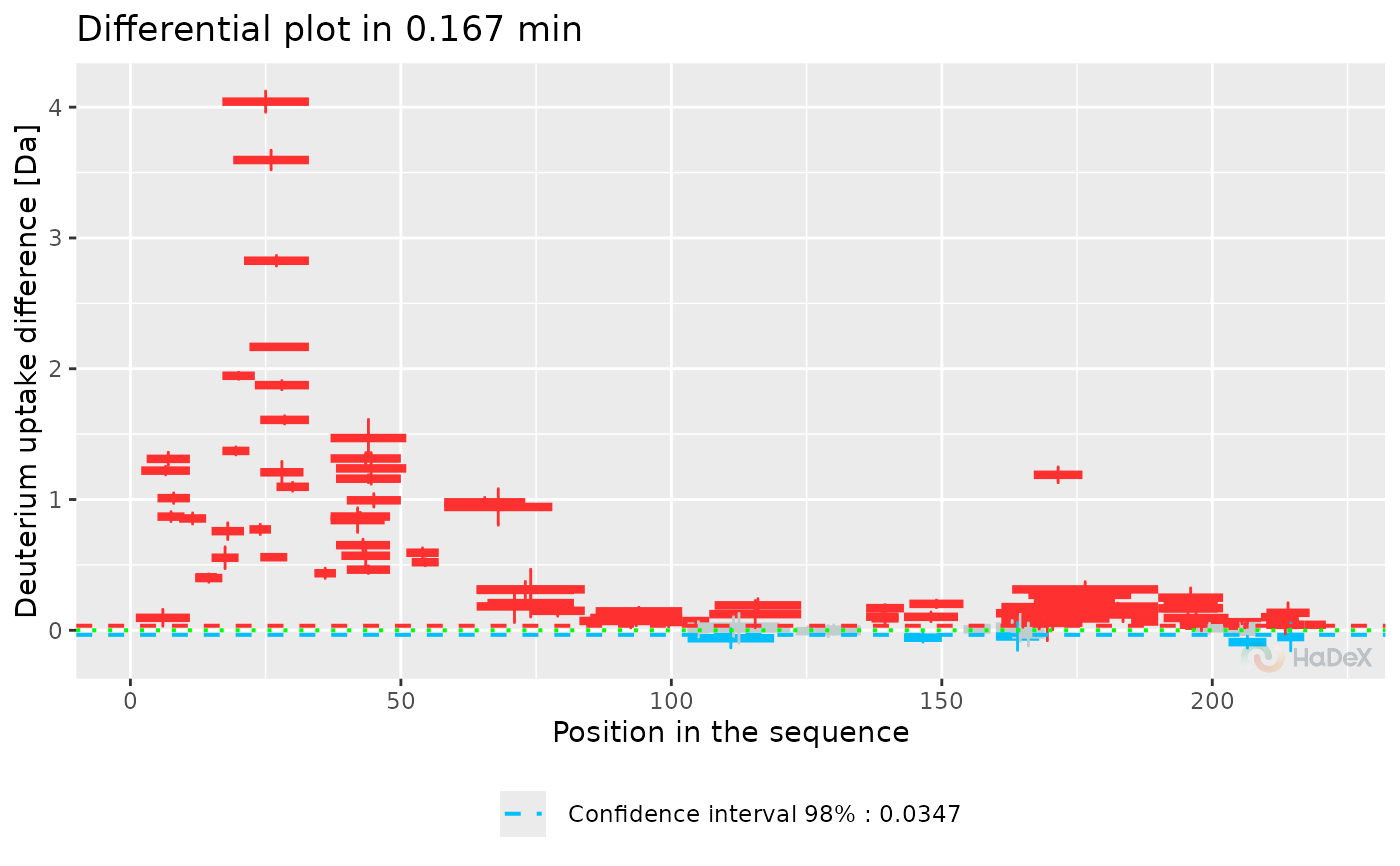 Differential plot in 0.167 min
Deuterium uptake difference [Da]
4
3
2
1
0
0 50 100 150 200
HaDeX
Position in the sequence
Confidence interval 98% : 0.0347